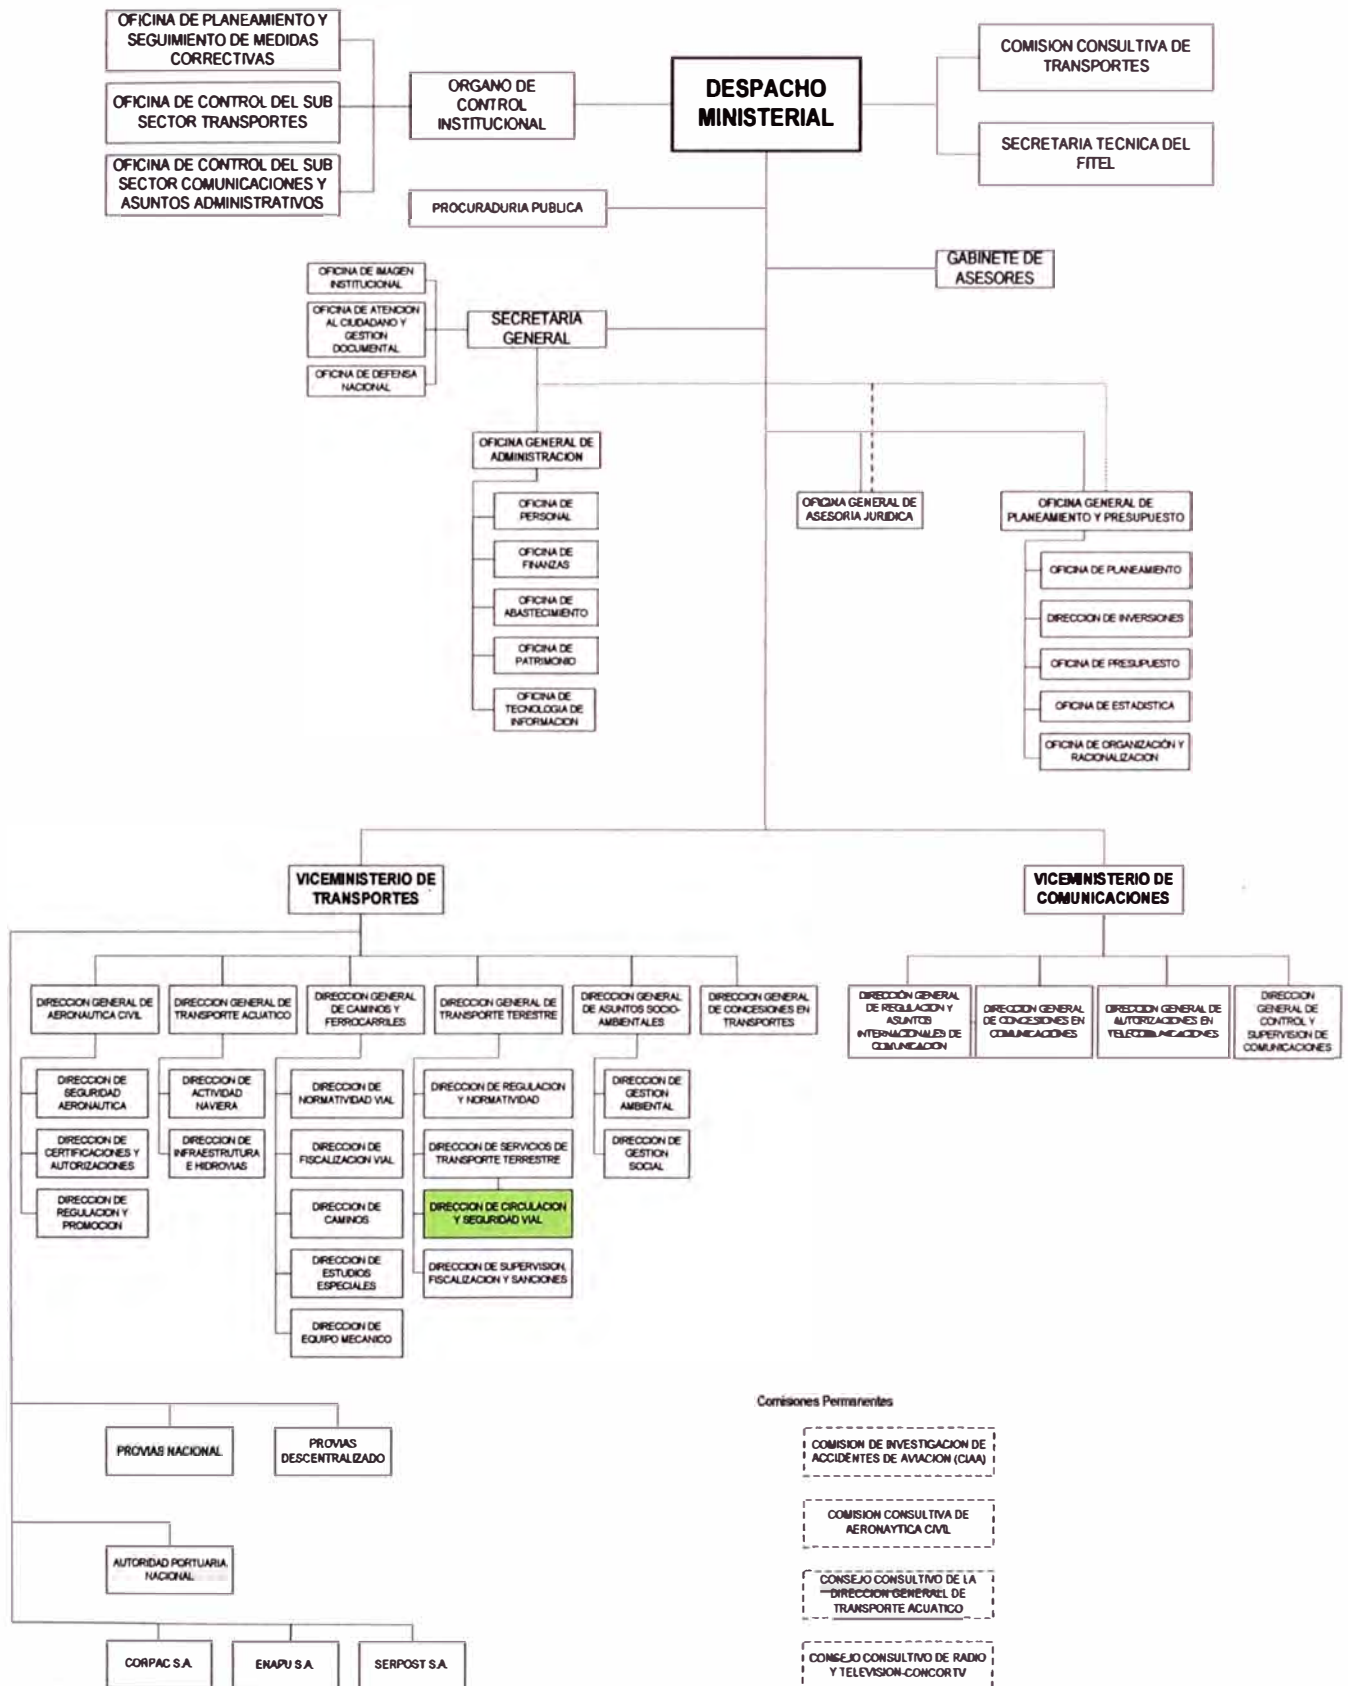 OFICINA DE PLANEAMIENTO Y
SEGUIMIENTO DE MEDIDAS
CORRECTIVAS
OFICINA DE CONTROL DEL SUB
SECTOR TRANSPORTES
OFICINA DE CONTROL DEL SUB
SECTOR COMUNICACIONES Y
ASUNTOS ADMINISTRATIVOS
ORGANO DE
CONTROL
INSTITUCIONAL
DESPACHO
MINISTERIAL
COMISION CONSULTIVA DE
TRANSPORTES
SECRETARIA TECNICA DEL
FITEL
PROCURADURIA PUBLICA
GABINETE DE
ASESORES
OFICINA DE IMAGEN
INSTITUCIONAL
OFICINA DE ATENCION
AL CIUDADANO Y
GESTION
DOCUMENTAL
OFICINA DE DEFENSA
NACIONAL
SECRETARIA
GENERAL
OFICINA GENERAL DE
ADMINISTRACION
OFICINA DE
PERSONAL
OFICINA DE
FINANZAS
OFICINA DE
ABASTECIMIENTO
OFICINA DE
PATRIMONIO
OFICINA DE
TECNOLOGIA DE
INFORMACION
OFICINA GENERAL DE
ASESORIA JURIDICA
OFICINA GENERAL DE
PLANEAMIENTO Y PRESUPUESTO
OFICINA DE PLANEAMIENTO
DIRECCION DE INVERSIONES
OFICINA DE PRESUPUESTO
OFICINA DE ESTADISTICA
OFICINA DE ORGANIZACIÓN Y
RACIONALIZACION
VICEMINISTERIO DE
TRANSPORTES
VICEMINISTERIO DE
COMUNICACIONES
DIRECCION GENERAL DE
AERONAUTICA CIVIL
DIRECCION GENERAL DE
TRANSPORTE ACUATICO
DIRECCION GENERAL
DE CAMINOS Y
FERROCARRILES
DIRECCION GENERAL DE
TRANSPORTE TERESTRE
DIRECCION GENERAL
DE ASUNTOS SOCIO-
AMBIENTALES
DIRECCION GENERAL
DE CONCESIONES EN
TRANSPORTES
DIRECCIÓN GENERAL
DE REGULACION Y
ASUNTOS
INTERNACIONALES DE
COMUNICACIÓN
DIRECCION GENERAL
DE CONCESIONES EN
COMUNICACIONES
DIRECCION GENERAL DE
AUTORIZACIONES EN
TELECOMUNICACIONES
DIRECCION
GENERAL DE
CONTROL Y
SUPERVISION DE
COMUNICACIONES
DIRECCION DE
SEGURIDAD
AERONAUTICA
DIRECCION DE
CERTIFICACIONES Y
AUTORIZACIONES
DIRECCION DE
REGULACION Y
PROMOCION
DIRECCION DE
ACTIVIDAD
NAVIERA
DIRECCION DE
INFRAESTRUTURA
E HIDROVIAS
DIRECCION DE
NORMATIVIDAD VIAL
DIRECCION DE
FISCALIZACION VIAL
DIRECCION DE
CAMINOS
DIRECCION DE
ESTUDIOS
ESPECIALES
DIRECCION DE
EQUIPO MECANICO
DIRECCION DE REGULACION
Y NORMATIVIDAD
DIRECCION DE SERVICIOS DE
TRANSPORTE TERRESTRE
DIRECCION DE CIRCULACION
Y SEGURIDAD VIAL
DIRECCION DE SUPERVISION,
FISCALIZACION Y SANCIONES
DIRECCION DE
GESTION
AMBIENTAL
DIRECCION DE
GESTION
SOCIAL
PROVIAS NACIONAL
PROVIAS
DESCENTRALIZADO
AUTORIDAD PORTUARIA
NACIONAL
CORPAC S.A.
ENAPU S.A.
SERPOST S.A.
Comisiones Permanentes
COMISION DE INVESTIGACION DE
ACCIDENTES DE AVIACION (CIAA)
COMISION CONSULTIVA DE
AERONAYTICA CIVIL
CONSEJO CONSULTIVO DE LA
DIRECCION GENERALL DE
TRANSPORTE ACUATICO
CONSEJO CONSULTIVO DE RADIO
Y TELEVISION-CONCORTV